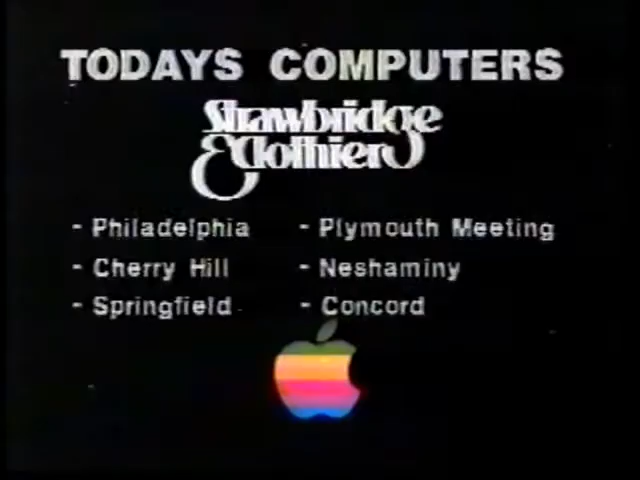 TODAYS COMPUTERS
Strawbridge
& Clothier
- Philadelphia - Plymouth Meeting
- Cherry Hill - Neshaminy
- Springfield - Concord